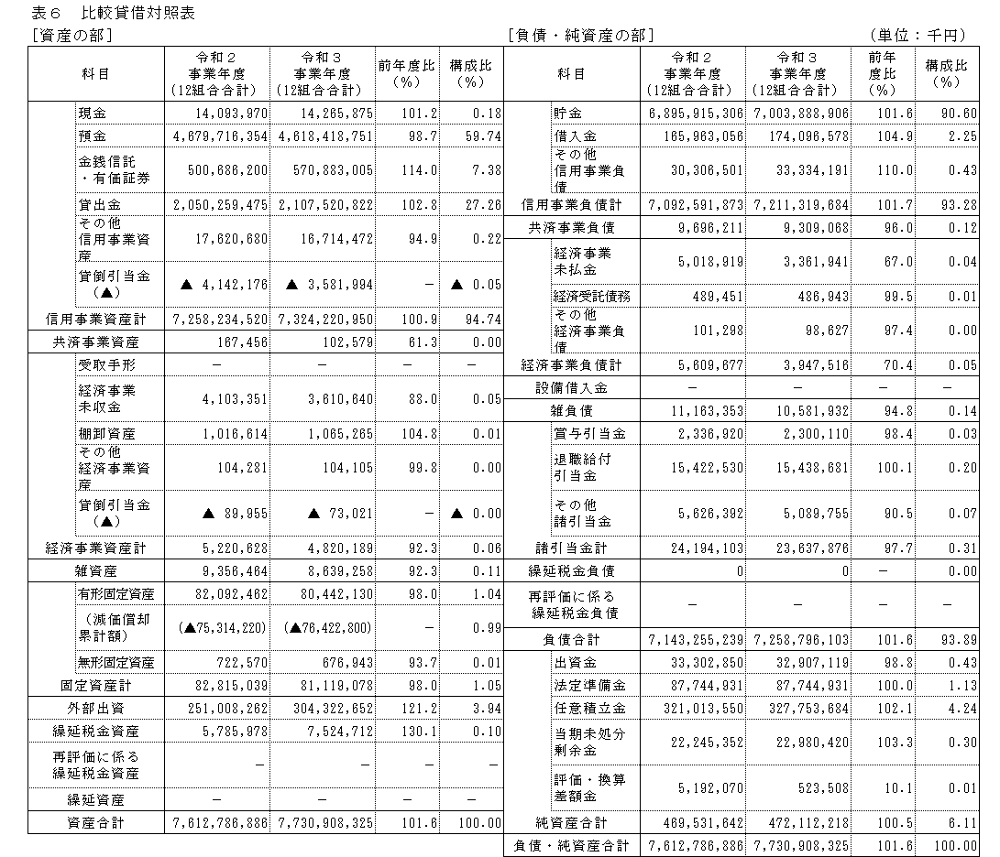 表６　比較貸借対照表
［資産の部］
科目 令和２事業年度(12組合合計) 令和３事業年度(12組合合計) 前年度比(％) 構成比(％)
現金 14,093,970 14,265,875 101.2 0.18
預金 4,679,716,354 4,618,418,751 98.7 59.74
金銭信託・有価証券 500,686,200 570,883,005 114.0 7.38
貸出金 2,050,259,475 2,107,520,822 102.8 27.26
その他信用事業資産 17,620,680 16,714,472 94.9 0.22
貸倒引当金（▲） ▲ 4,142,176 ▲ 3,581,994 － ▲ 0.05
信用事業資産計 7,258,234,520 7,324,220,950 100.9 94.74
共済事業資産 167,456 102,579 61.3 0.00
受取手形 － － － －
経済事業未収金 4,103,351 3,610,640 88.0 0.05
棚卸資産 1,016,614 1,065,265 104.8 0.01
その他経済事業資産 104,281 104,105 99.8 0.00
貸倒引当金（▲） ▲ 89,955 ▲ 73,021 － ▲ 0.00
経済事業資産計 5,220,628 4,820,189 92.3 0.06
雑資産 9,356,464 8,639,258 92.3 0.11
有形固定資産 82,092,462 80,442,130 98.0 1.04
（減価償却累計額） (▲75,314,220) (▲76,422,800) － 0.99
無形固定資産 722,570 676,943 93.7 0.01
固定資産計 82,815,039 81,119,078 98.0 1.05
外部出資 251,008,262 304,322,652 121.2 3.94
繰延税金資産 5,785,978 7,524,712 130.1 0.10
再評価に係る繰延税金資産 － － － －
繰延資産 － － － －
資産合計 7,612,786,886 7,730,908,325 101.6 100.00
［負債・純資産の部］　（単位：千円）
科目 令和２事業年度(12組合合計) 令和３事業年度(12組合合計) 前年度比(％) 構成比(％)
貯金 6,895,915,306 7,003,888,906 101.6 90.60
借入金 165,963,056 174,096,578 104.9 2.25
その他信用事業負債 30,306,501 33,334,191 110.0 0.43
信用事業負債計 7,092,591,873 7,211,319,684 101.7 93.28
共済事業負債 9,696,211 9,309,068 96.0 0.12
経済事業未払金 5,018,919 3,361,941 67.0 0.04
経済受託債務 489,451 486,943 99.5 0.01
その他経済事業負債 101,298 98,627 97.4 0.00
経済事業負債計 5,609,677 3,947,516 70.4 0.05
設備借入金 － － － －
雑負債 11,163,353 10,581,932 94.8 0.14
賞与引当金 2,336,920 2,300,110 98.4 0.03
退職給付引当金 15,422,530 15,438,681 100.1 0.20
その他諸引当金 5,626,392 5,089,755 90.5 0.07
諸引当金計 24,194,103 23,637,876 97.7 0.31
繰延税金負債 0 0 － 0.00
再評価に係る繰延税金負債 － － － －
負債合計 7,143,255,239 7,258,796,103 101.6 93.89
出資金 33,302,850 32,907,119 98.8 0.43
法定準備金 87,744,931 87,744,931 100.0 1.13
任意積立金 321,013,550 327,753,684 102.1 4.24
当期未処分剰余金 22,245,352 22,980,420 103.3 0.30
評価・換算差額金 5,192,070 523,508 10.1 0.01
純資産合計 469,531,642 472,112,218 100.5 6.11
負債・純資産合計 7,612,786,886 7,730,908,325 101.6 100.00